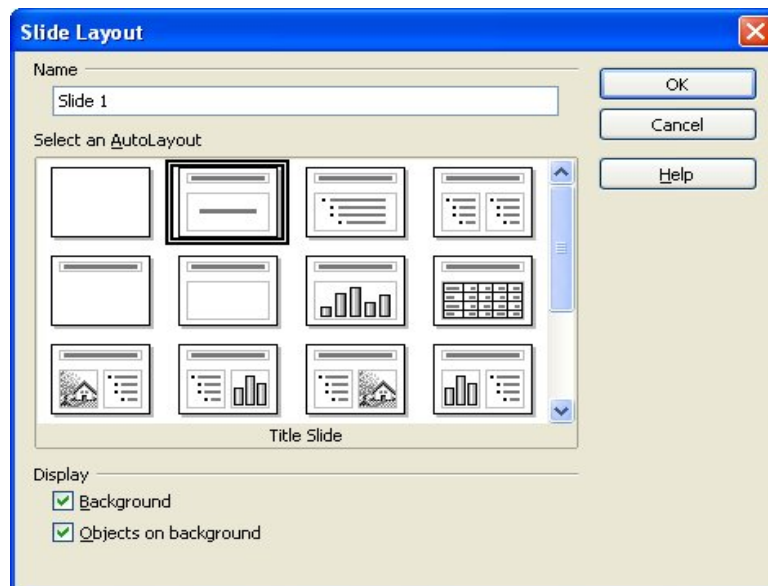 Slide Layout
Name
OK
Slide 1
Cancel
Select an AutoLayout
Help
Title Slide
Display
Background
Objects on background